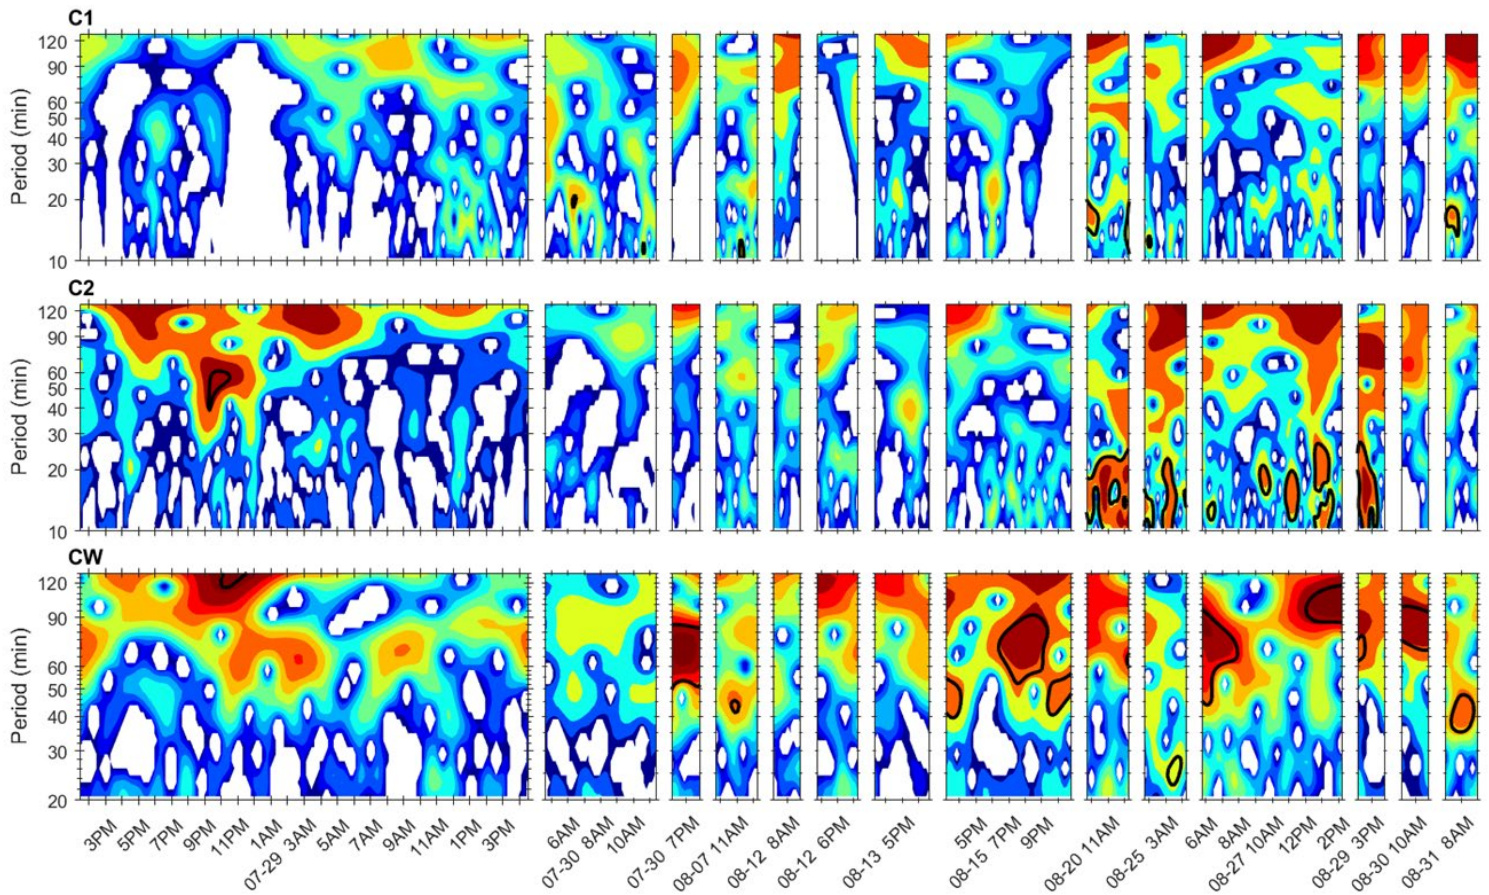 C1
Period (min)
120
90
60
50
40
30
20
10
C2
Period (min)
120
90
60
50
40
30
20
10
CW
Period (min)
120
90
60
50
40
30
20
3PM
5PM
7PM
9PM
11PM
1AM
07-29 3AM
5AM
7AM
9AM
11AM
1PM
3PM
6AM
07-30 8AM
10AM
07-30 7PM
08-07 11AM
08-12 8AM
08-12 6PM
08-13 5PM
5PM
08-15 7PM
9PM
08-20 11AM
08-25 3AM
6AM
8AM
08-27 10AM
12PM
2PM
08-29 3PM
08-30 10AM
08-31 8AM